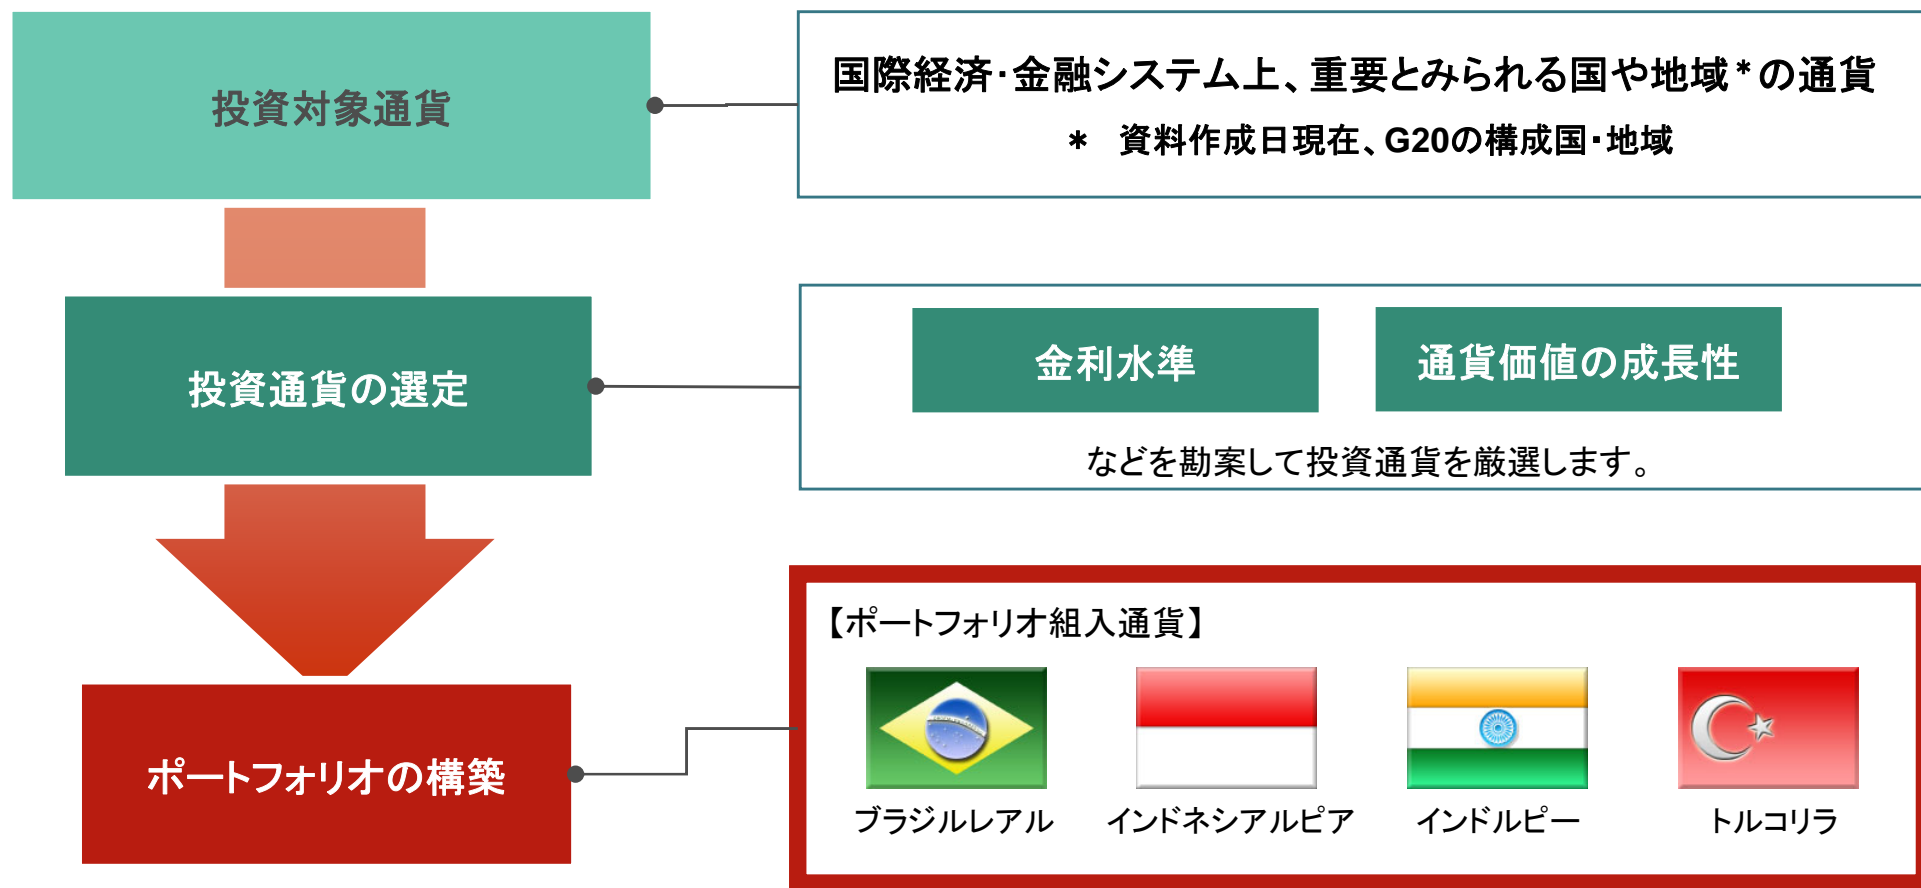 投資対象通貨
国際経済・金融システム上、重要とみられる国や地域*の通貨
* 資料作成日現在、G20の構成国・地域
投資通貨の選定
金利水準
通貨価値の成長性
などを勘案して投資通貨を厳選します。
ポートフォリオの構築
【ポートフォリオ組入通貨】
ブラジルレアル
インドネシアルピア
インドルピー
トルコリラ